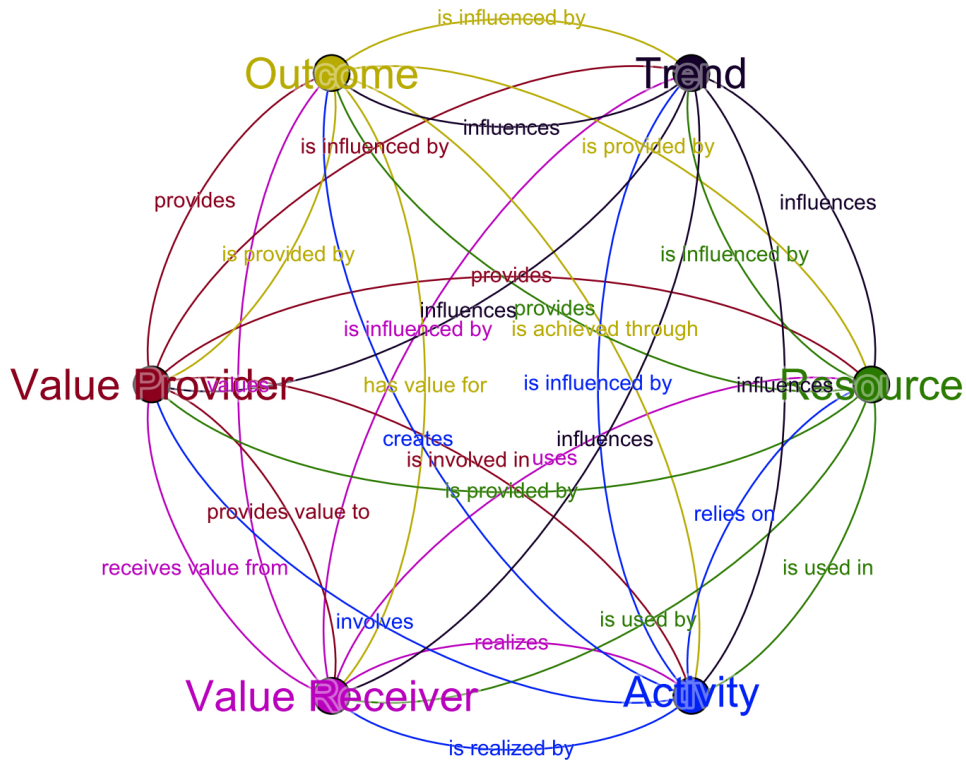 is influenced by
Outcome
Trend
influences
is influenced by
is provided by
provides
influences
is provided by
is influenced by
provides
influences
provides
is influenced by
is achieved through
Value Provider
values
has value for
is influenced by
influences
Resource
creates
influences
is involved in
uses
is provided by
provides value to
relies on
receives value from
is used in
involves
is used by
realizes
Value Receiver
Activity
is realized by